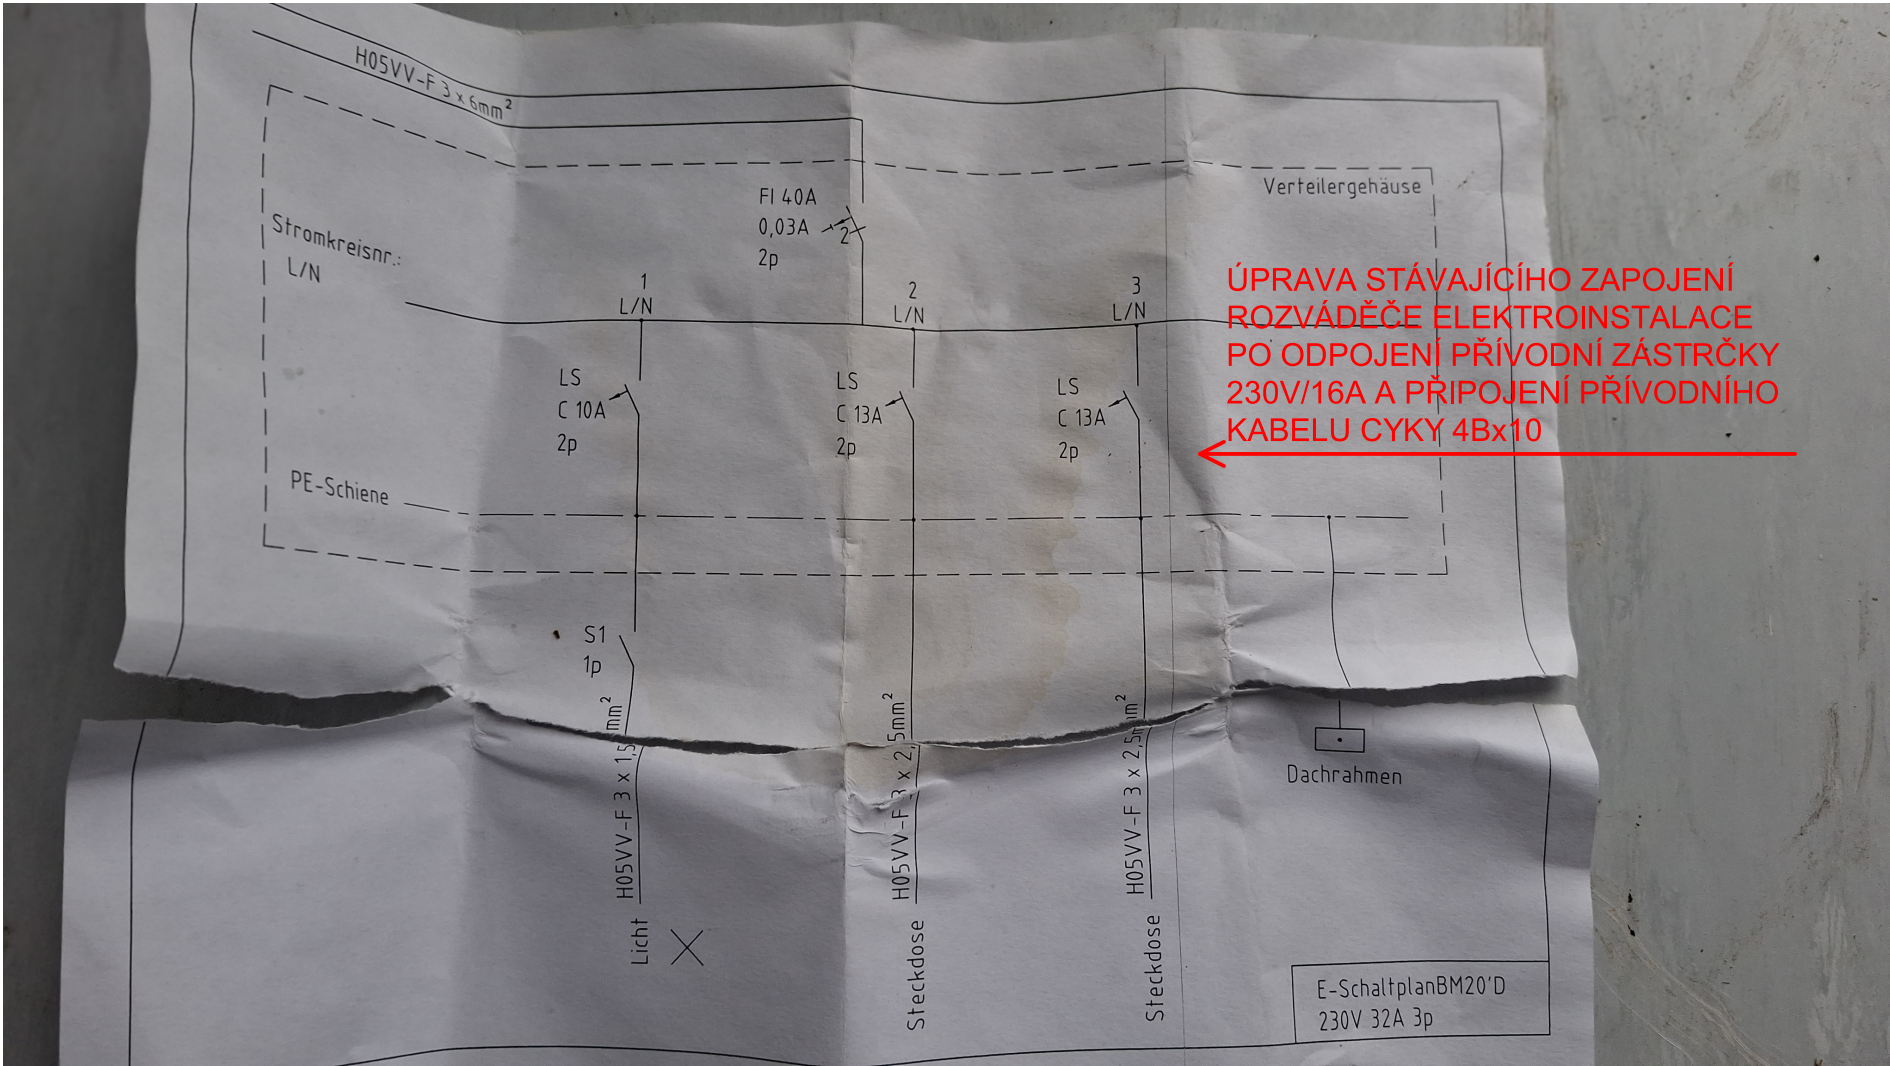 H05VV-F 3 x 6mm²
Verteilergehäuse
FI 40A
0,03A
2p
2
Stromkreisnr.:
L/N
1
L/N
2
L/N
3
L/N
ÚPRAVA STÁVAJÍCÍHO ZAPOJENÍ
ROZVÁDĚČE ELEKTROINSTALACE
PO ODPOJENÍ PŘÍVODNÍ ZÁSTRČKY
230V/16A A PŘIPOJENÍ PŘÍVODNÍHO
KABELU CYKY 4Bx10
LS
C 10A
2p
LS
C 13A
2p
LS
C 13A
2p
PE-Schiene
S1
1p
H05VV-F 3 x 1,5mm²
H05VV-F 3 x 2,5mm²
H05VV-F 3 x 2,5mm²
Dachrahmen
Licht
Steckdose
Steckdose
E-SchaltplanBM20'D
230V 32A 3p